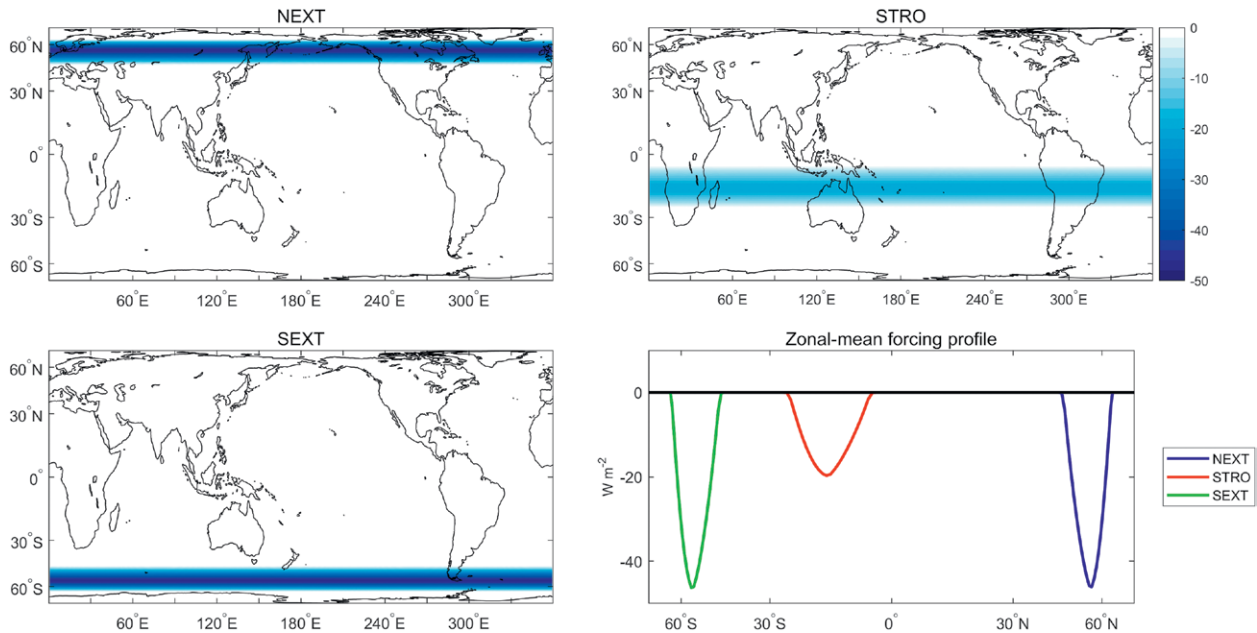 NEXT
60°N
30°N
0°
30°S
60°S
60°E 120°E 180°E 240°E 300°E
STRO
60°N
30°N
0°
30°S
60°S
60°E 120°E 180°E 240°E 300°E
0
-10
-20
-30
-40
-50
SEXT
60°N
30°N
0°
30°S
60°S
60°E 120°E 180°E 240°E 300°E
Zonal-mean forcing profile
W m-2
0
-20
-40
60°S 30°S 0° 30°N 60°N
NEXT
STRO
SEXT